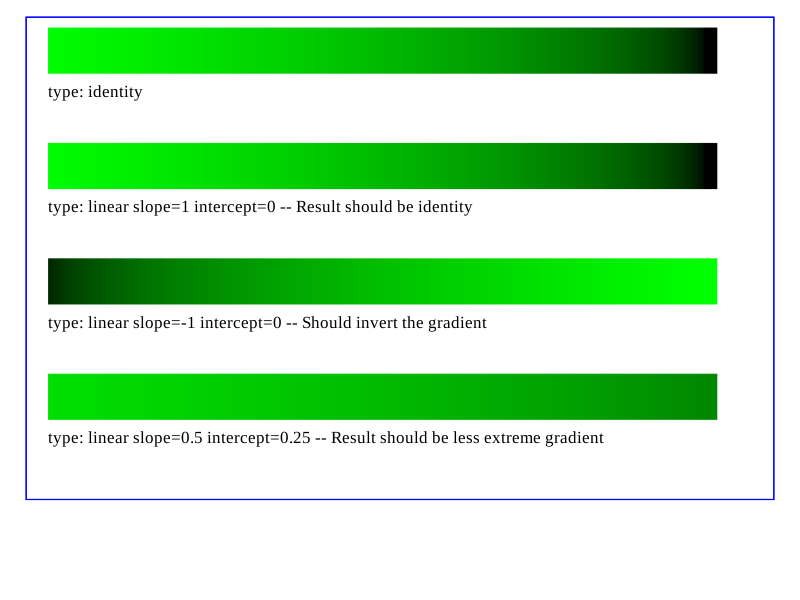 type: identity
type: linear slope=1 intercept=0 -- Result should be identity
type: linear slope=-1 intercept=0 -- Should invert the gradient
type: linear slope=0.5 intercept=0.25 -- Result should be less extreme gradient